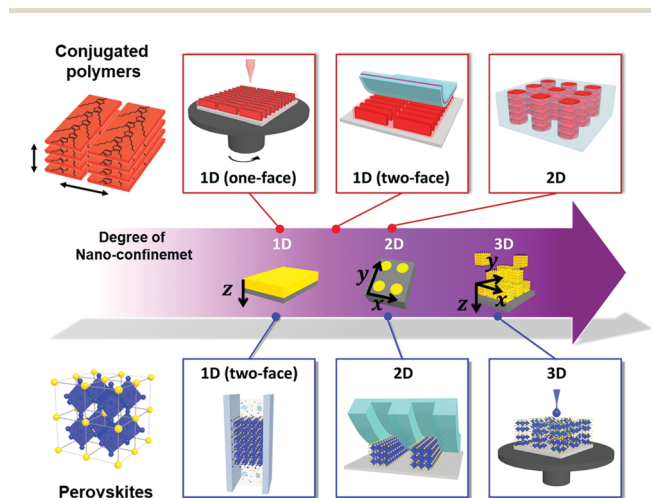 Conjugated
polymers
1D (one-face)
1D (two-face)
2D
Degree of
Nano-confinemet
1D
2D
3D
z
y
x
y
z
x
1D (two-face)
2D
3D
Perovskites